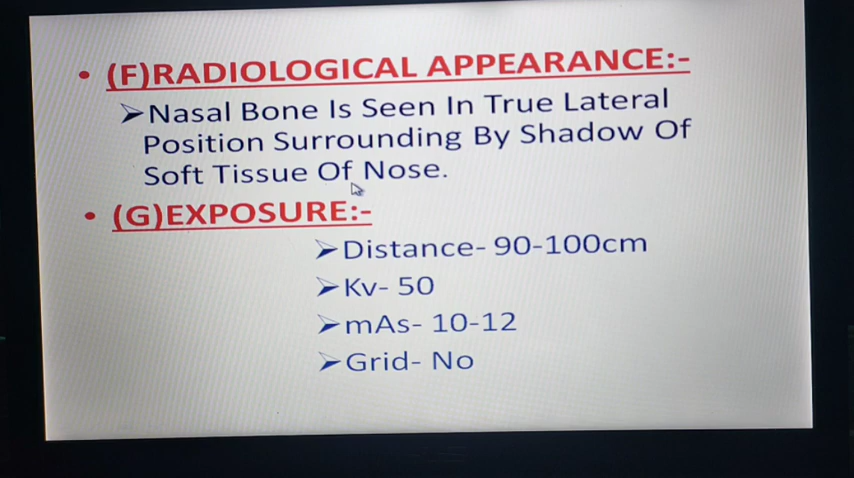 • (F)RADIOLOGICAL APPEARANCE:-
➢Nasal Bone Is Seen In True Lateral
Position Surrounding By Shadow Of
Soft Tissue Of Nose.
• (G)EXPOSURE:-
➢Distance- 90-100cm
➢Kv- 50
➢mAs- 10-12
➢Grid- No